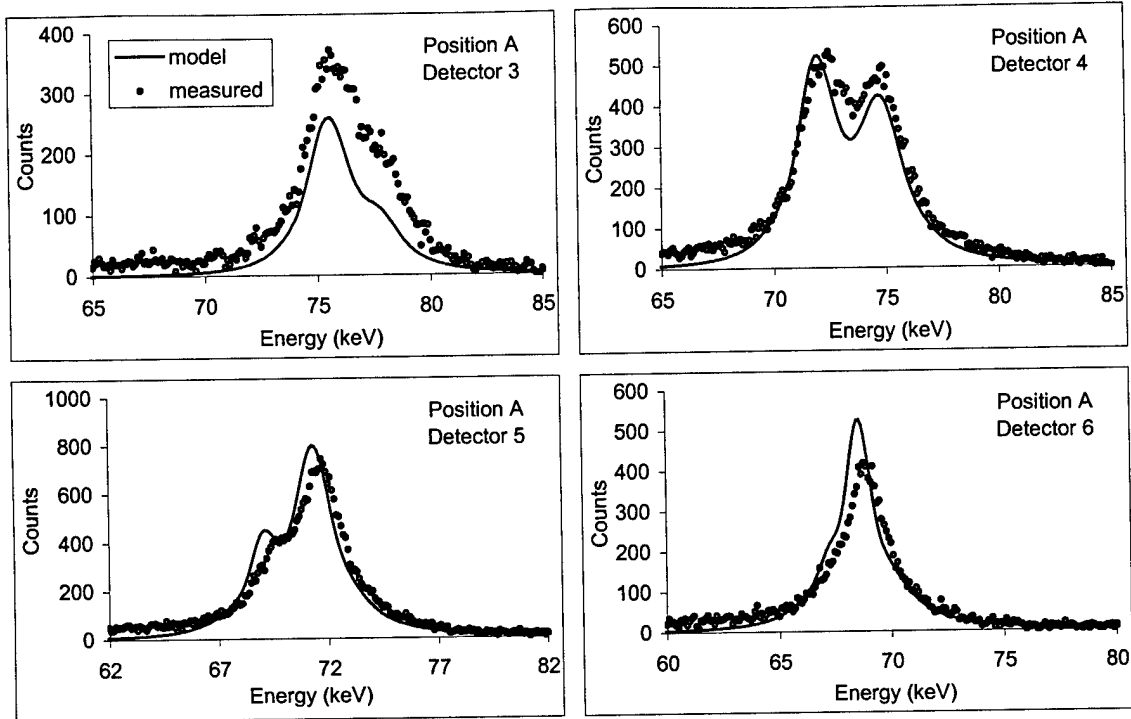 400
300
200
100
0
Counts
model
measured
Position A
Detector 3
65 70 75 80 85
Energy (keV)
600
500
400
300
200
100
0
Counts
Position A
Detector 4
65 70 75 80 85
Energy (keV)
1000
800
600
400
200
0
Counts
Position A
Detector 5
62 67 72 77 82
Energy (keV)
600
500
400
300
200
100
0
Counts
Position A
Detector 6
60 65 70 75 80
Energy (keV)